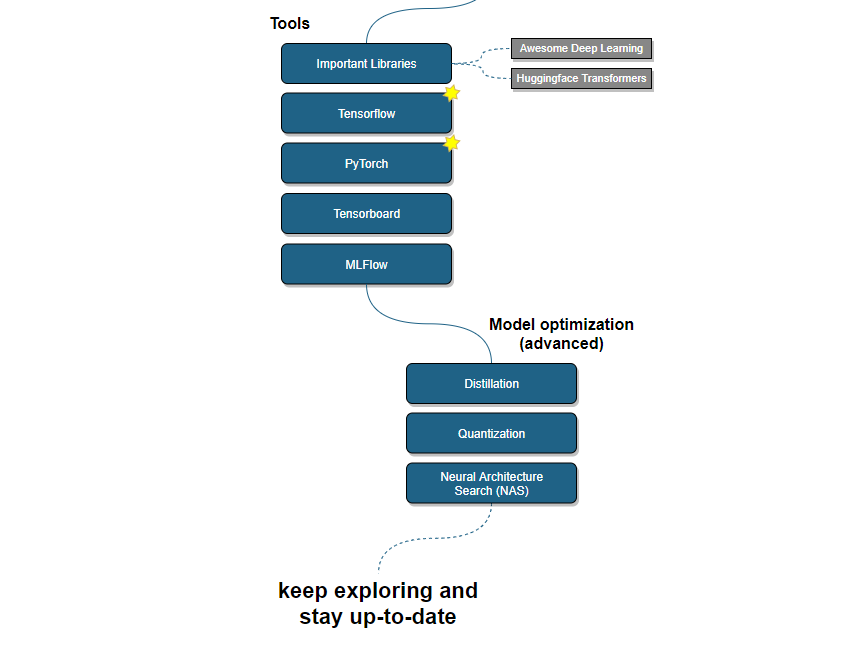 Tools
Important Libraries
Awesome Deep Learning
Huggingface Transformers
Tensorflow
PyTorch
Tensorboard
MLFlow
Model optimization
(advanced)
Distillation
Quantization
Neural Architecture
Search (NAS)
keep exploring and
stay up-to-date